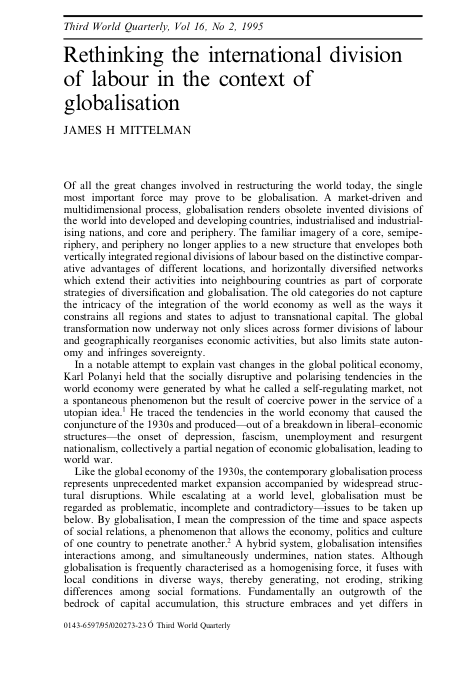 Third World Quarterly, Vol 16, No 2, 1995
Rethinking the international division
of labour in the context of
globalisation
JAMES H MITTELMAN
Of all the great changes involved in restructuring the world today, the single
most important force may prove to be globalisation. A market-driven and
multidimensional process, globalisation renders obsolete invented divisions of
the world into developed and developing countries, industrialised and industrial-
ising nations, and core and periphery. The familiar imagery of a core, semipe-
riphery, and periphery no longer applies to a new structure that envelopes both
vertically integrated regional divisions of labour based on the distinctive compar-
ative advantages of different locations, and horizontally diversified networks
which extend their activities into neighbouring countries as part of corporate
strategies of diversification and globalisation. The old categories do not capture
the intricacy of the integration of the world economy as well as the ways it
constrains all regions and states to adjust to transnational capital. The global
transformation now underway not only slices across former divisions of labour
and geographically reorganises economic activities, but also limits state auton-
omy and infringes sovereignty.
In a notable attempt to explain vast changes in the global political economy,
Karl Polanyi held that the socially disruptive and polarising tendencies in the
world economy were generated by what he called a self-regulating market, not
a spontaneous phenomenon but the result of coercive power in the service of a
utopian idea.1 He traced the tendencies in the world economy that caused the
conjuncture of the 1930s and produced—out of a breakdown in liberal–economic
structures—the onset of depression, fascism, unemployment and resurgent
nationalism, collectively a partial negation of economic globalisation, leading to
world war.
Like the global economy of the 1930s, the contemporary globalisation process
represents unprecedented market expansion accompanied by widespread struc-
tural disruptions. While escalating at a world level, globalisation must be
regarded as problematic, incomplete and contradictory—issues to be taken up
below. By globalisation, I mean the compression of the time and space aspects
of social relations, a phenomenon that allows the economy, politics and culture
of one country to penetrate another.2 A hybrid system, globalisation intensifies
interactions among, and simultaneously undermines, nation states. Although
globalisation is frequently characterised as a homogenising force, it fuses with
local conditions in diverse ways, thereby generating, not eroding, striking
differences among social formations. Fundamentally an outgrowth of the
bedrock of capital accumulation, this structure embraces and yet differs in
0143-6597/95/020273-23 Ó Third World Quarterly